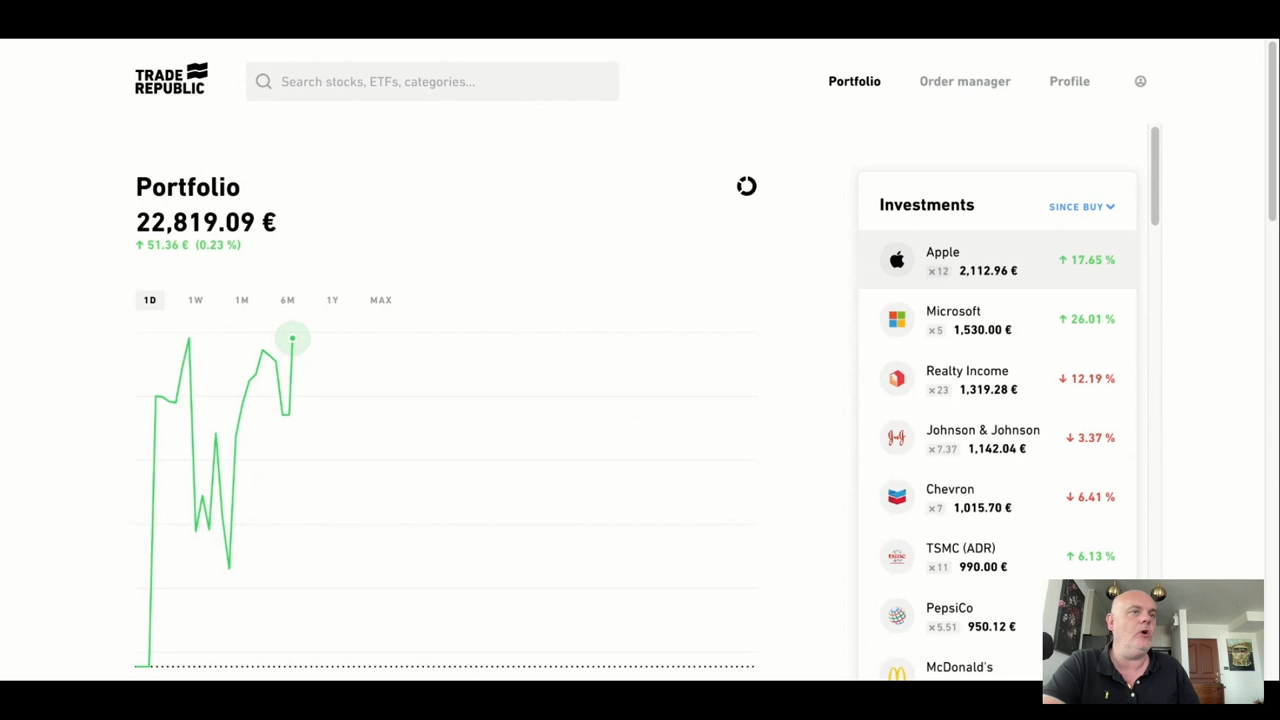 TRADE
REPUBLIC
Search stocks, ETFs, categories...
Portfolio
Order manager
Profile
Portfolio
22,819.09 €
↑ 51.36 € (0.23 %)
1D
1W
1M
6M
1Y
MAX
Investments
SINCE BUY
Apple
×12 2,112.96 €
↑ 17.65 %
Microsoft
×5 1,530.00 €
↑ 26.01 %
Realty Income
×23 1,319.28 €
↓ 12.19 %
Johnson & Johnson
×7.37 1,142.04 €
↓ 3.37 %
Chevron
×7 1,015.70 €
↓ 6.41 %
TSMC (ADR)
×11 990.00 €
↑ 6.13 %
PepsiCo
×5.51 950.12 €
McDonald's